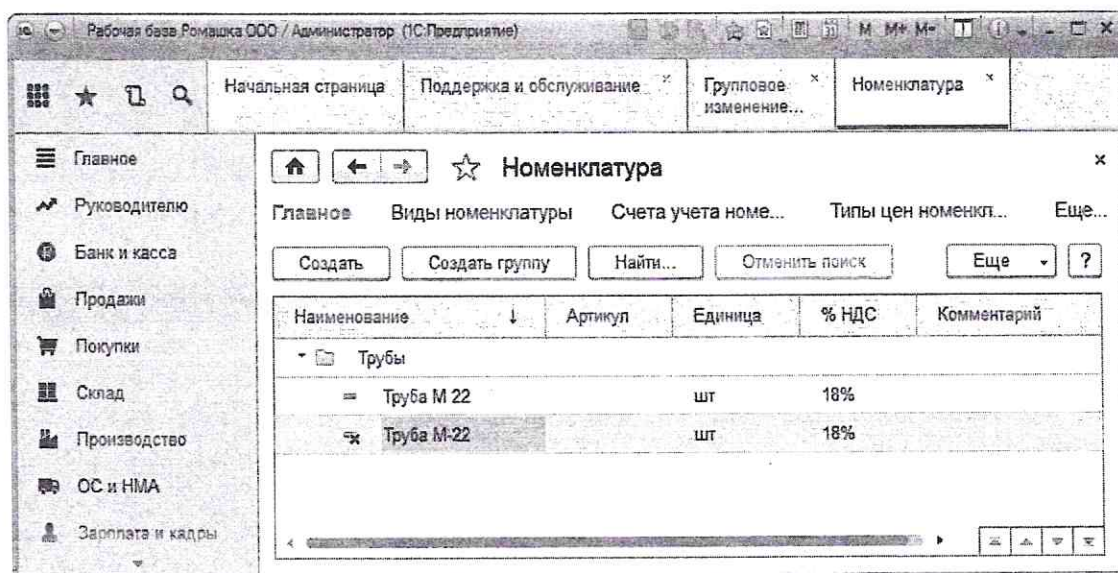 Рабочая база Ромашка ООО / Администратор (1С:Предприятие) M M+ M-
Начальная страница Поддержка и обслуживание Групповое изменение... Номенклатура
Главное
Руководителю
Банк и касса
Продажи
Покупки
Склад
Производство
ОС и НМА
Зарплата и кадры
Номенклатура
Главное Виды номенклатуры Счета учета номе... Типы цен номенкл... Еще...
Создать Создать группу Найти... Отменить поиск Еще ?
Наименование Артикул Единица % НДС Комментарий
Трубы
Труба М 22 шт 18%
Труба М-22 шт 18%